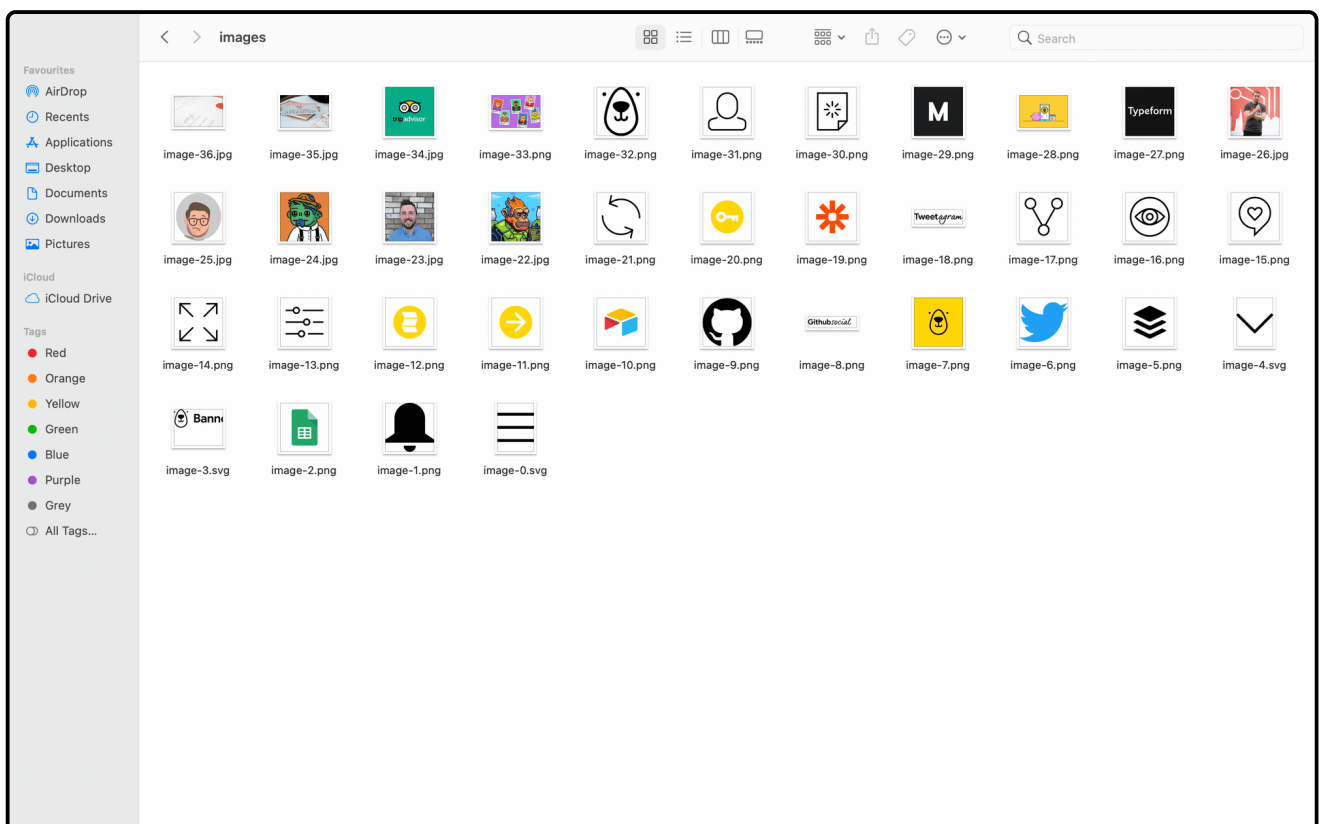 images
Search
Favourites
AirDrop
Recents
Applications
Desktop
Documents
Downloads
Pictures
iCloud
iCloud Drive
Tags
Red
Orange
Yellow
Green
Blue
Purple
Grey
All Tags...
tripadvisor
M
Typeform
image-36.jpg image-35.jpg image-34.jpg image-33.png image-32.png image-31.png image-30.png image-29.png image-28.png image-27.png image-26.jpg
Tweetagram
image-25.jpg image-24.jpg image-23.jpg image-22.jpg image-21.png image-20.png image-19.png image-18.png image-17.png image-16.png image-15.png
Githubsocial
image-14.png image-13.png image-12.png image-11.png image-10.png image-9.png image-8.png image-7.png image-6.png image-5.png image-4.svg
Bann
image-3.svg image-2.png image-1.png image-0.svg